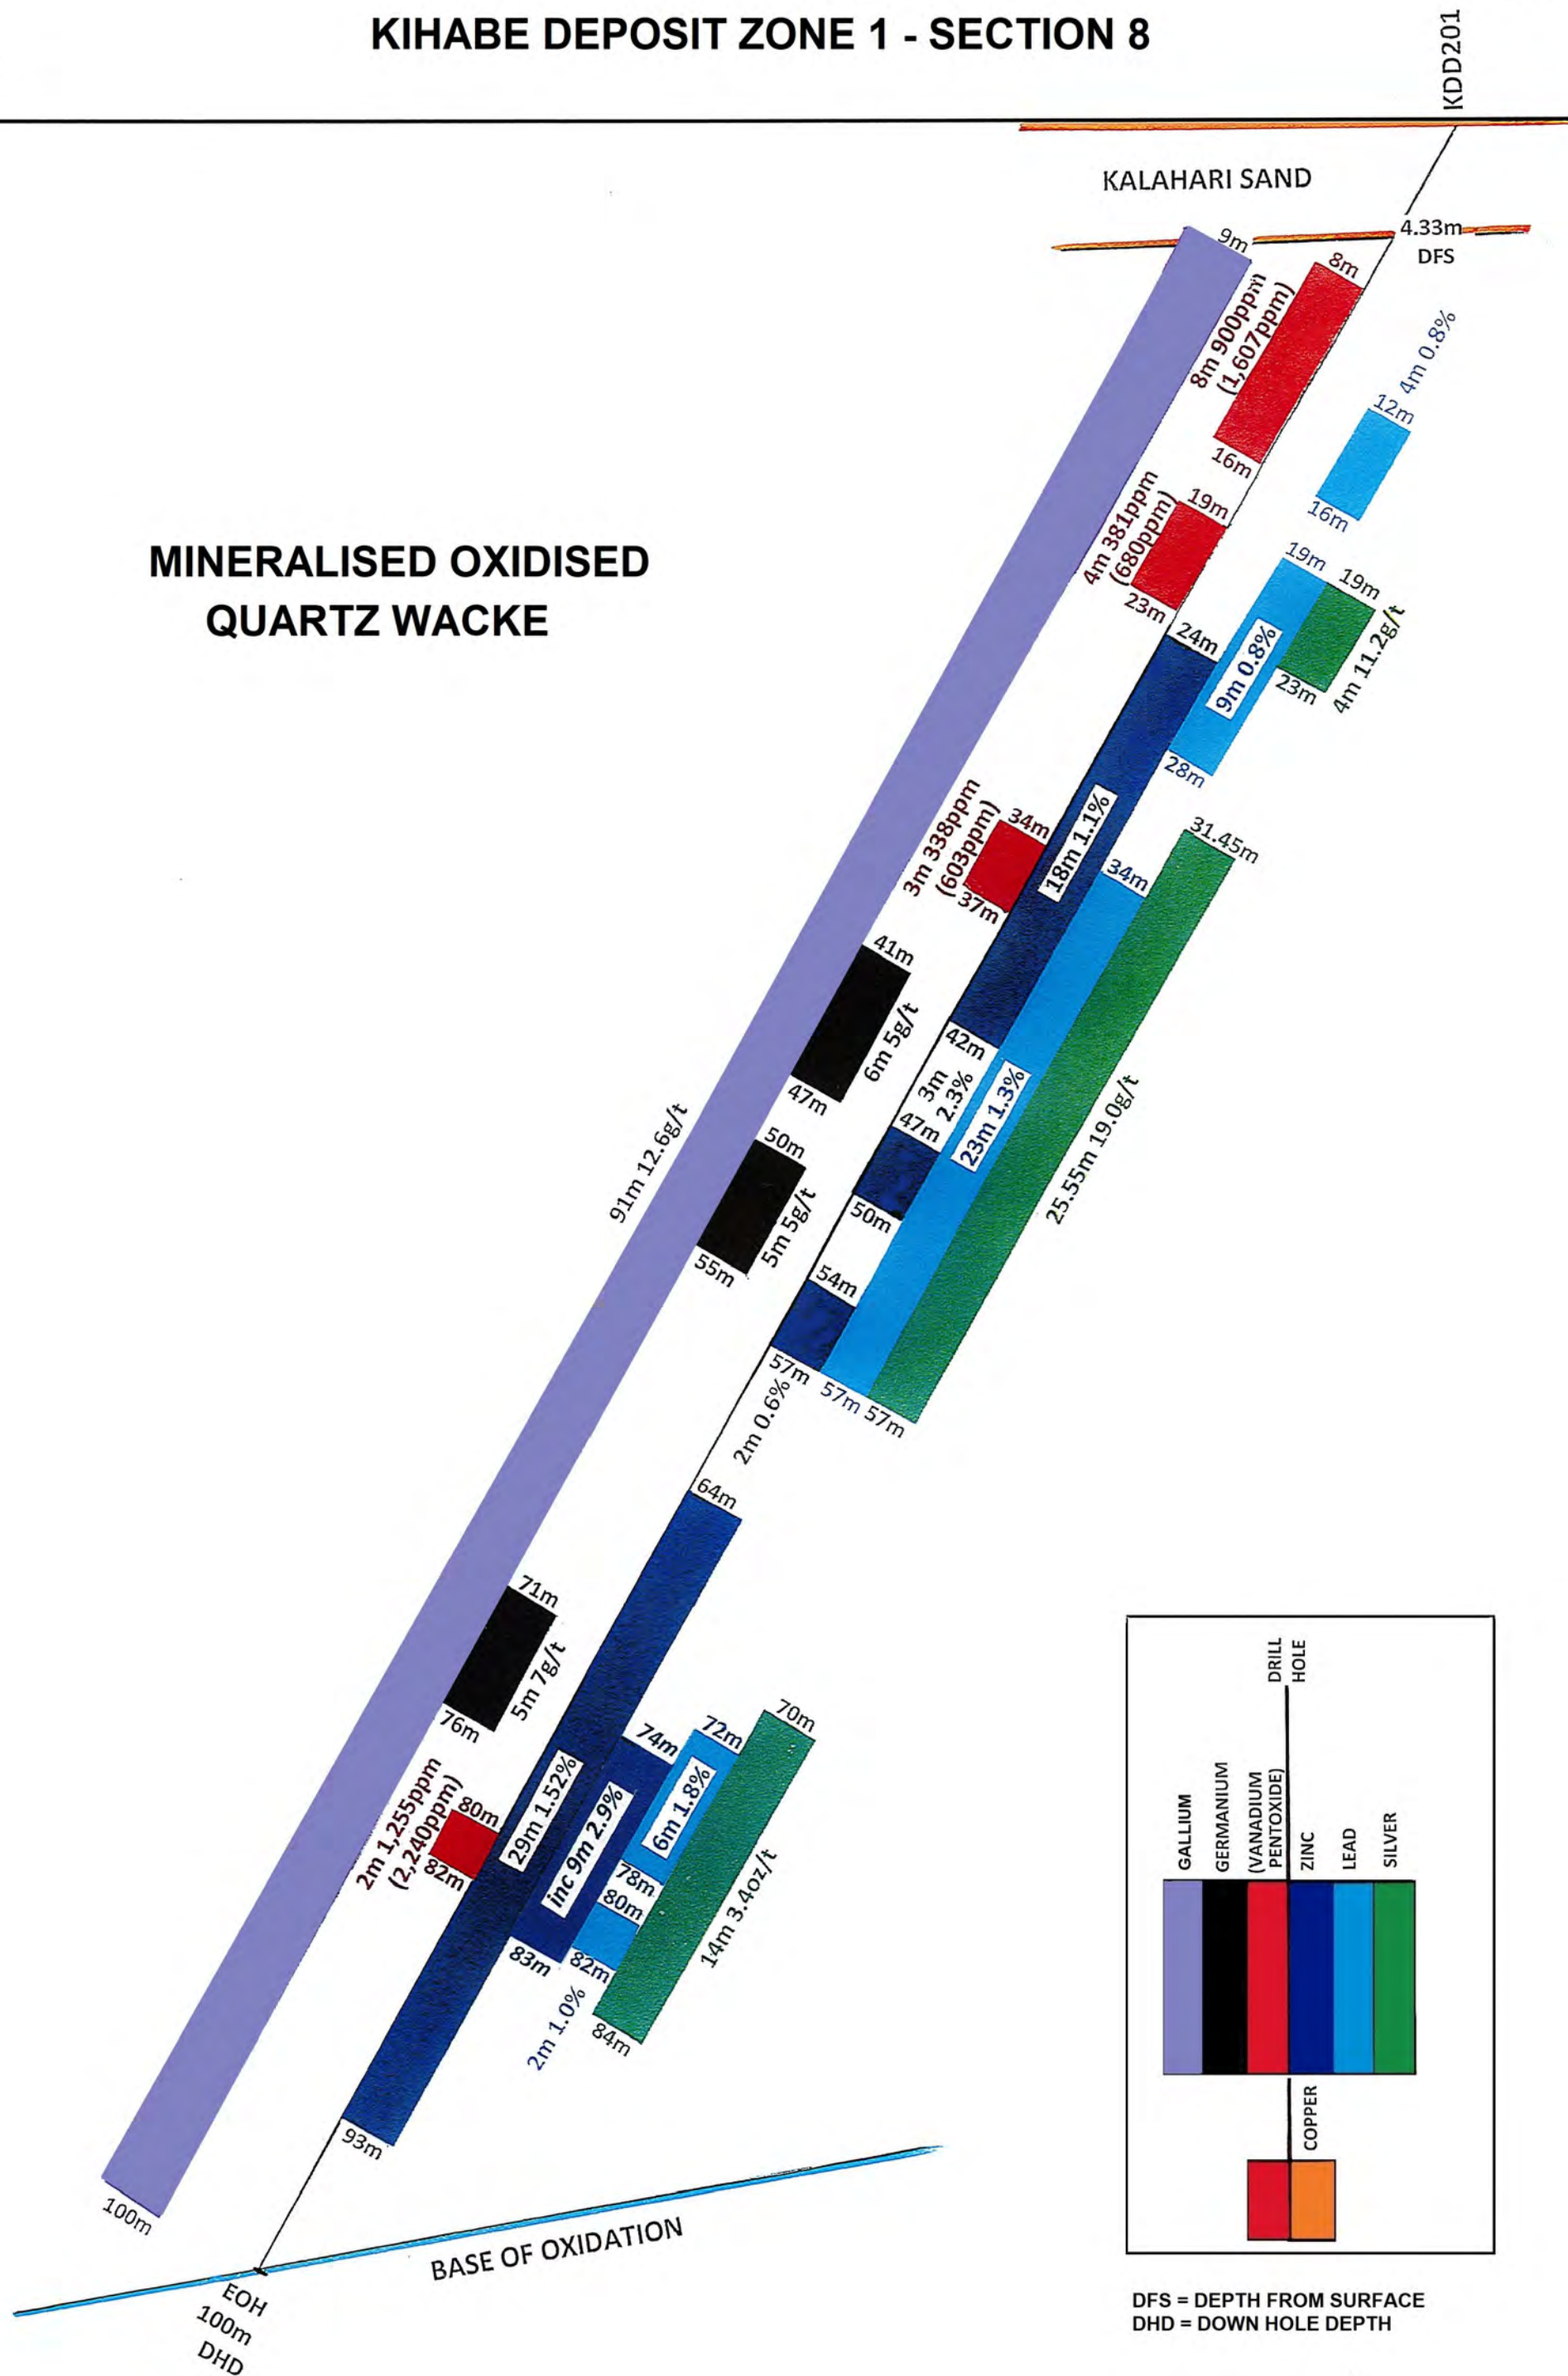 KIHABE DEPOSIT ZONE 1 - SECTION 8
KDD201
KALAHARI SAND
4.33m
DFS
9m
8m
8m 900ppm
(1,607ppm)
16m
4m 0.8%
12m
16m
4m 381ppm
(680ppm)
19m
23m
MINERALISED OXIDISED
QUARTZ WACKE
19m
19m
24m
9m 0.8%
23m
4m 11.2g/t
28m
3m 338ppm
(603ppm)
34m
37m
18m 1.1%
31.45m
34m
41m
6m 5g/t
47m
42m
3m
2.3%
47m
23m 1.3%
25.55m 19.0g/t
91m 12.6g/t
50m
5m 5g/t
55m
50m
54m
57m
57m
57m
2m 0.6%
64m
71m
5m 7g/t
76m
70m
72m
74m
6m 1.8%
29m 1.52%
inc 9m 2.9%
2m 1,255ppm
(2,240ppm)
80m
82m
78m
80m
14m 3.4oz/t
83m
82m
2m 1.0%
84m
93m
100m
BASE OF OXIDATION
EOH
100m
DHD
DRILL
HOLE
GALLIUM
GERMANIUM
(VANADIUM
PENTOXIDE)
ZINC
LEAD
SILVER
COPPER
DFS = DEPTH FROM SURFACE
DHD = DOWN HOLE DEPTH